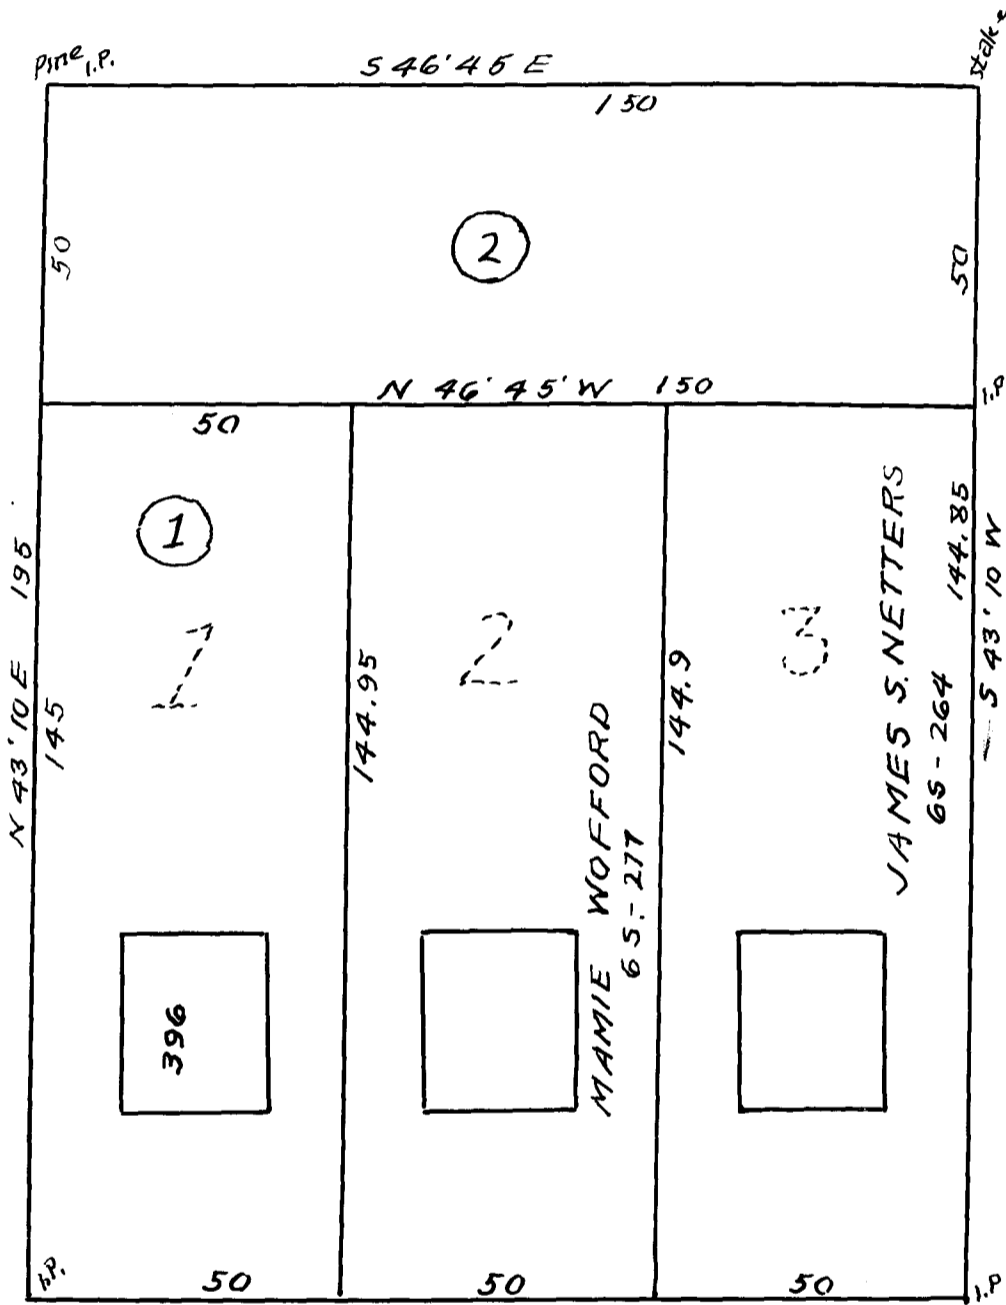 Pine I.P.
S 46' 45 E
Stake
150
50
2
50
N 46' 45' W 150
I.P
50
1
N 43' 10 E 195
145
1
144.95
2
MAMIE WOFFORD
65-277
144.9
3
JAMES S. NETTERS
65-264
144.85
S 43' 10 W
396
I.P.
50
50
50
I.P